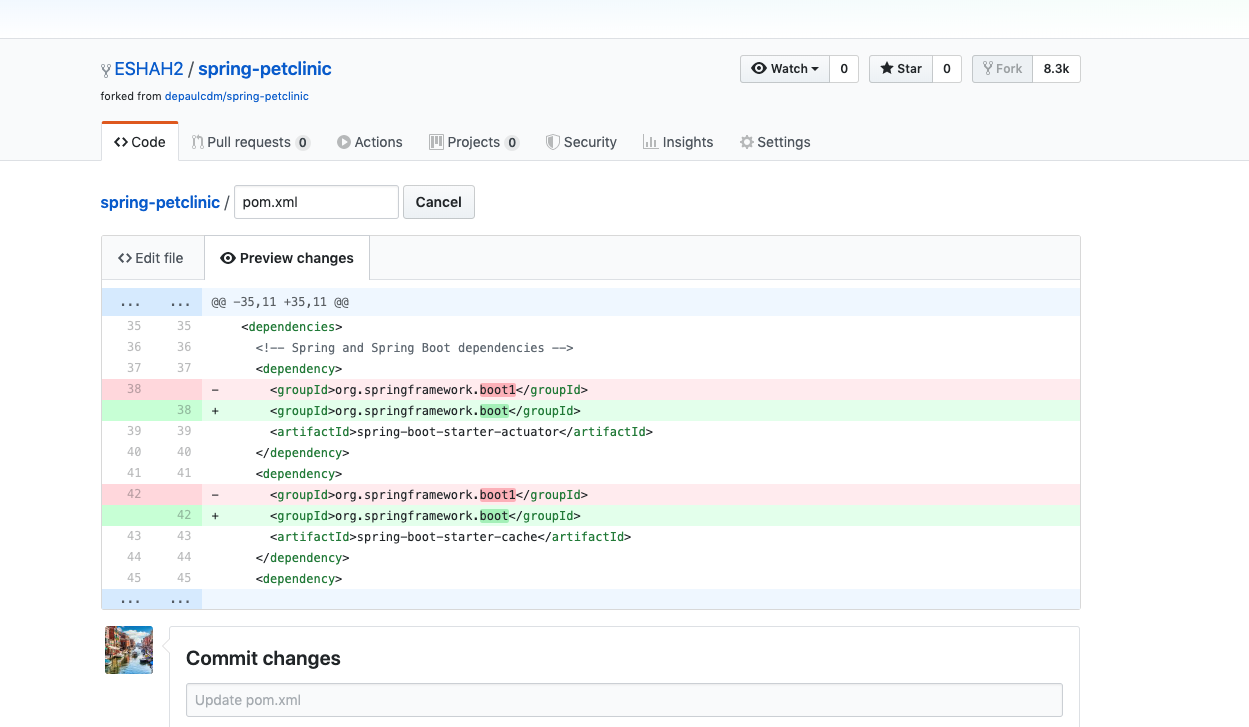 ESHAH2 / spring-petclinic
Watch 0 Star 0 Fork 8.3k
forked from depaulcdm/spring-petclinic
<> Code Pull requests 0 Actions Projects 0 Security Insights Settings
spring-petclinic / pom.xml Cancel
<> Edit file Preview changes
... ... @@ -35,11 +35,11 @@
35 35 <dependencies>
36 36 <!-- Spring and Spring Boot dependencies -->
37 37 <dependency>
38 - <groupId>org.springframework.boot1</groupId>
38 + <groupId>org.springframework.boot</groupId>
39 39 <artifactId>spring-boot-starter-actuator</artifactId>
40 40 </dependency>
41 41 <dependency>
42 - <groupId>org.springframework.boot1</groupId>
42 + <groupId>org.springframework.boot</groupId>
43 43 <artifactId>spring-boot-starter-cache</artifactId>
44 44 </dependency>
45 45 <dependency>
... ...
Commit changes
Update pom.xml